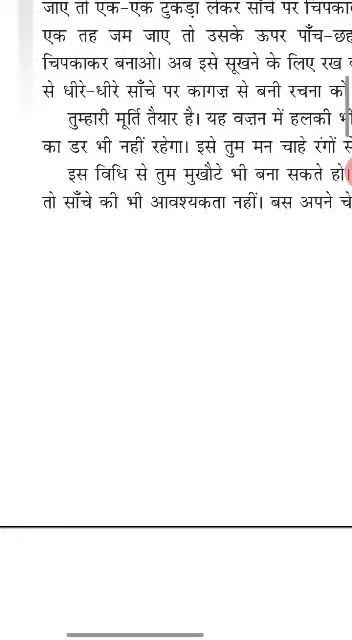 जाए तो एक-एक टुकड़ा लेकर साँचे पर चिपका
एक तह जम जाए तो उसके ऊपर पाँच-छह
चिपकाकर बनाओ। अब इसे सूखने के लिए रख
से धीरे-धीरे साँचे पर कागज़ से बनी रचना को
तुम्हारी मूर्ति तैयार है। यह वज़न में हलकी भी
का डर भी नहीं रहेगा। इसे तुम मन चाहे रंगों से
इस विधि से तुम मुखौटे भी बना सकते हो।
तो साँचे की भी आवश्यकता नहीं। बस अपने चे